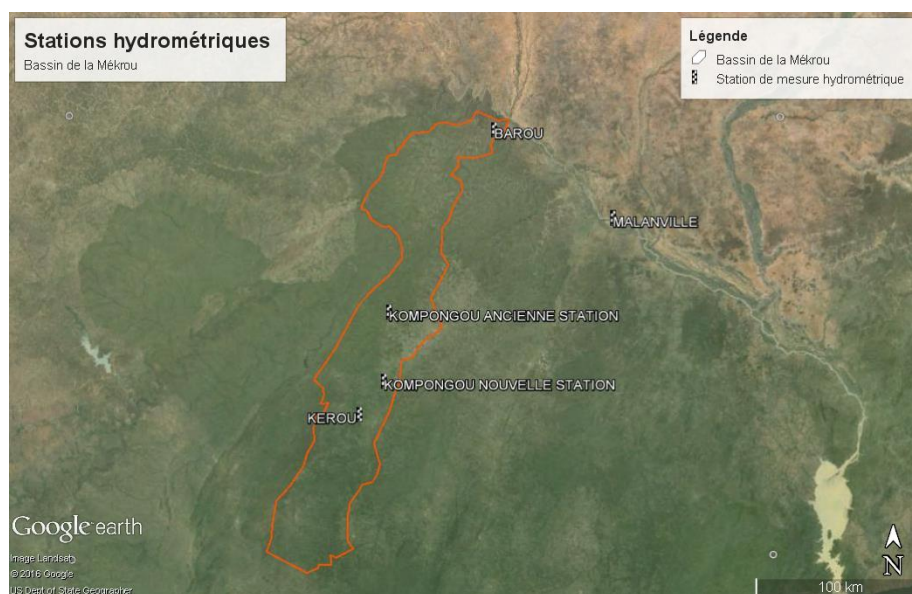 Stations hydrométriques
Bassin de la Mékrou
Légende
Bassin de la Mékrou
Station de mesure hydrométrique
BAROU
MALANVILLE
KOMPONGOU ANCIENNE STATION
KOMPONGOU NOUVELLE STATION
KEROU
Google earth
Image Landsat
© 2016 Google
US Dept of State Geographer
N
100 km